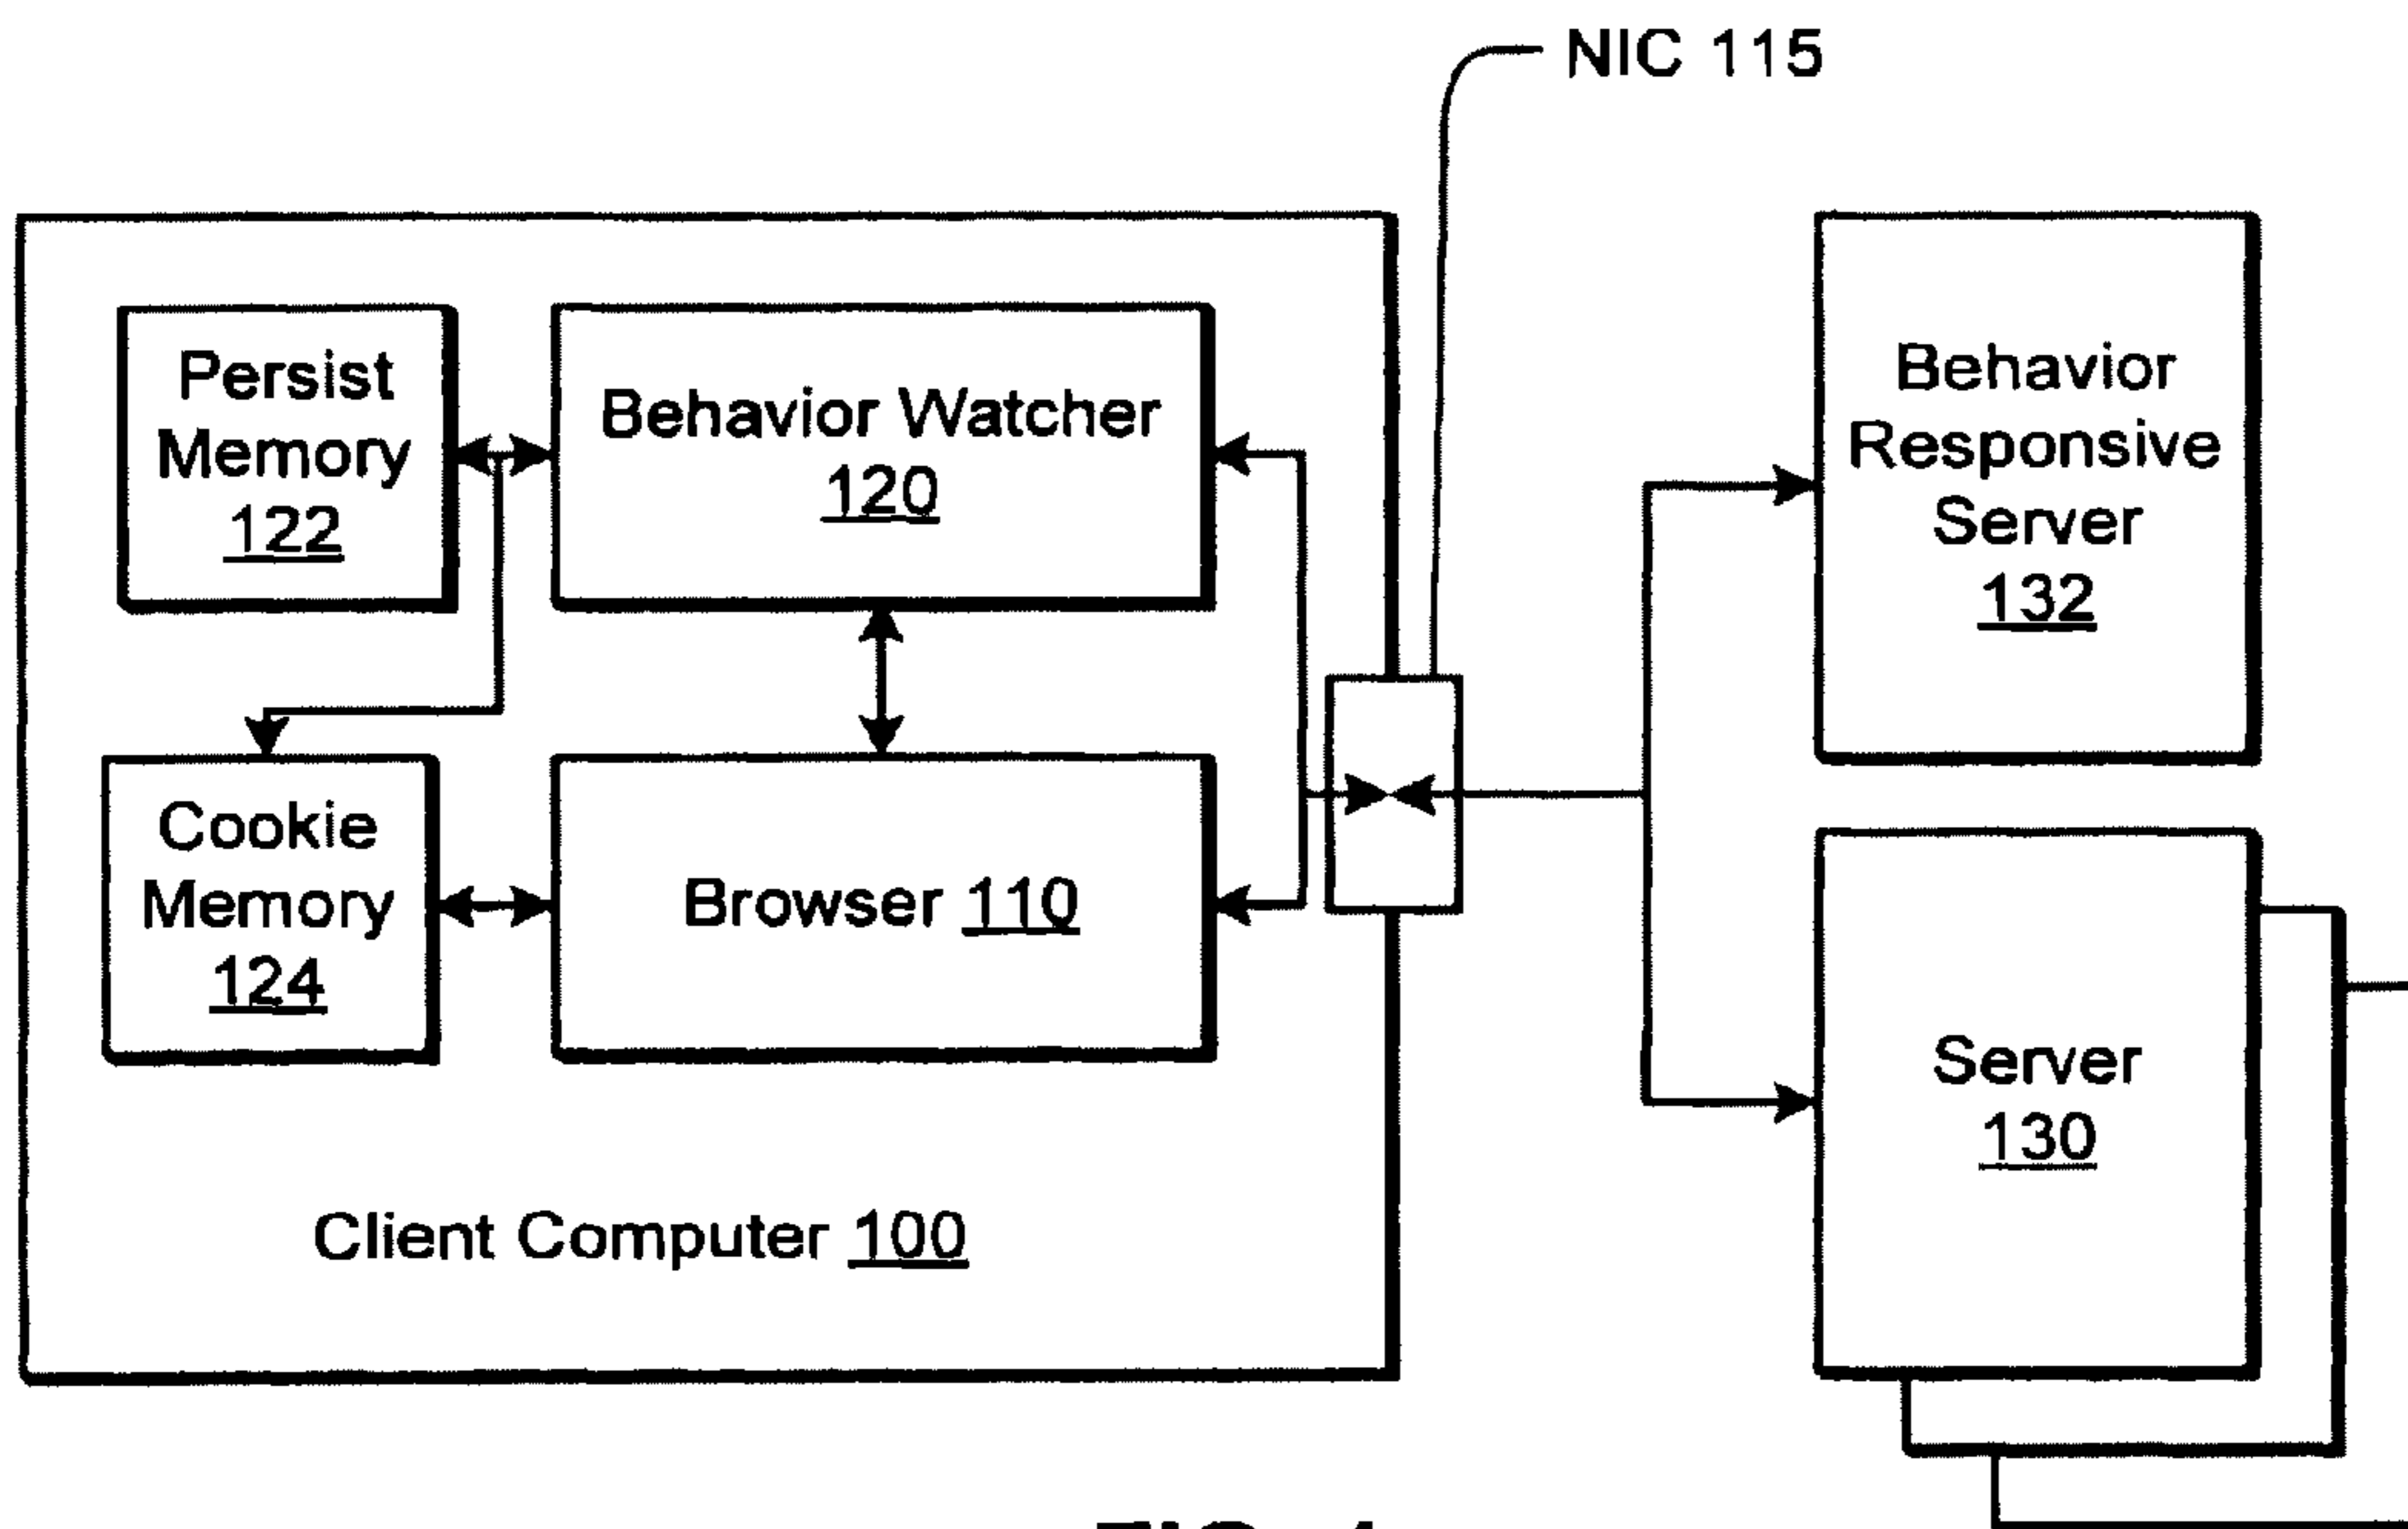 NIC 115
Persist
Memory
122
Behavior Watcher
120
Behavior
Responsive
Server
132
Cookie
Memory
124
Browser 110
Server
130
Client Computer 100